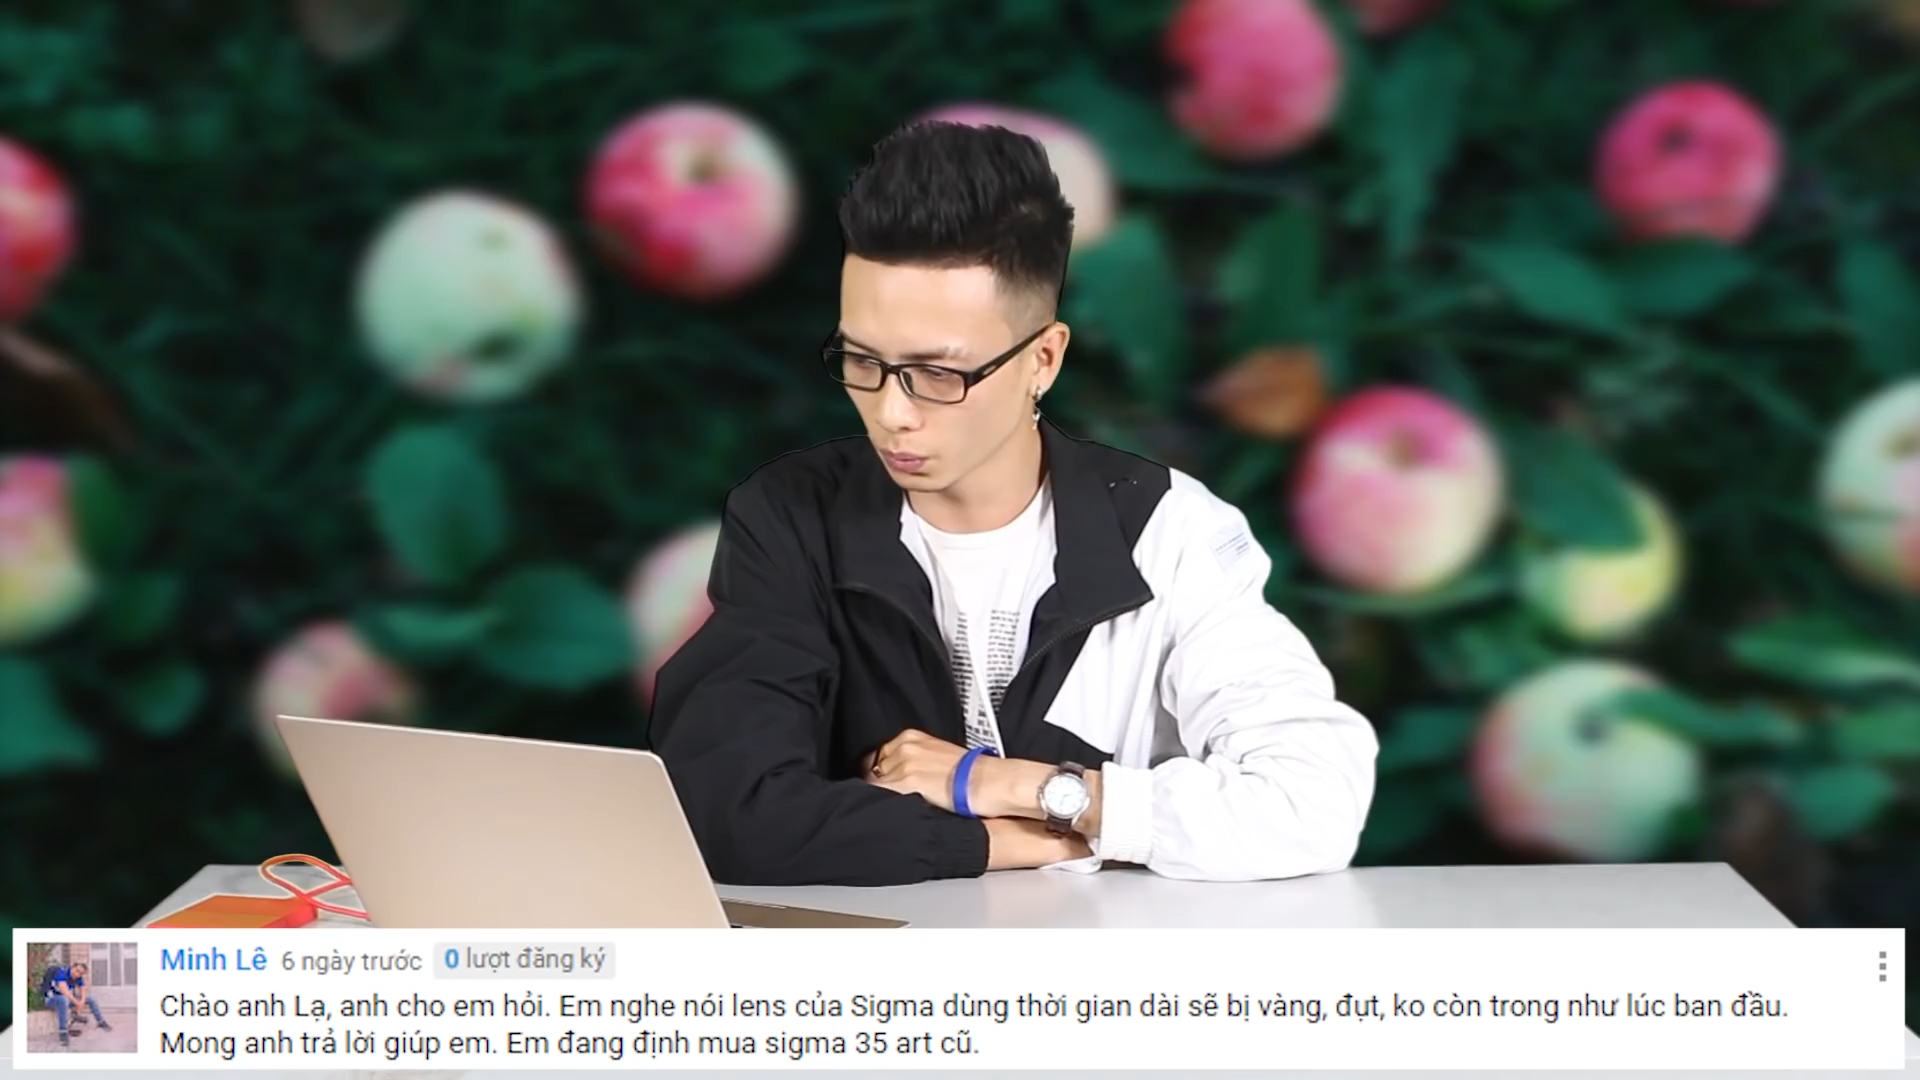 Minh Lê 6 ngày trước 0 lượt đăng ký
Chào anh Lạ, anh cho em hỏi. Em nghe nói lens của Sigma dùng thời gian dài sẽ bị vàng, đụt, ko còn trong như lúc ban đầu.
Mong anh trả lời giúp em. Em đang định mua sigma 35 art cũ.